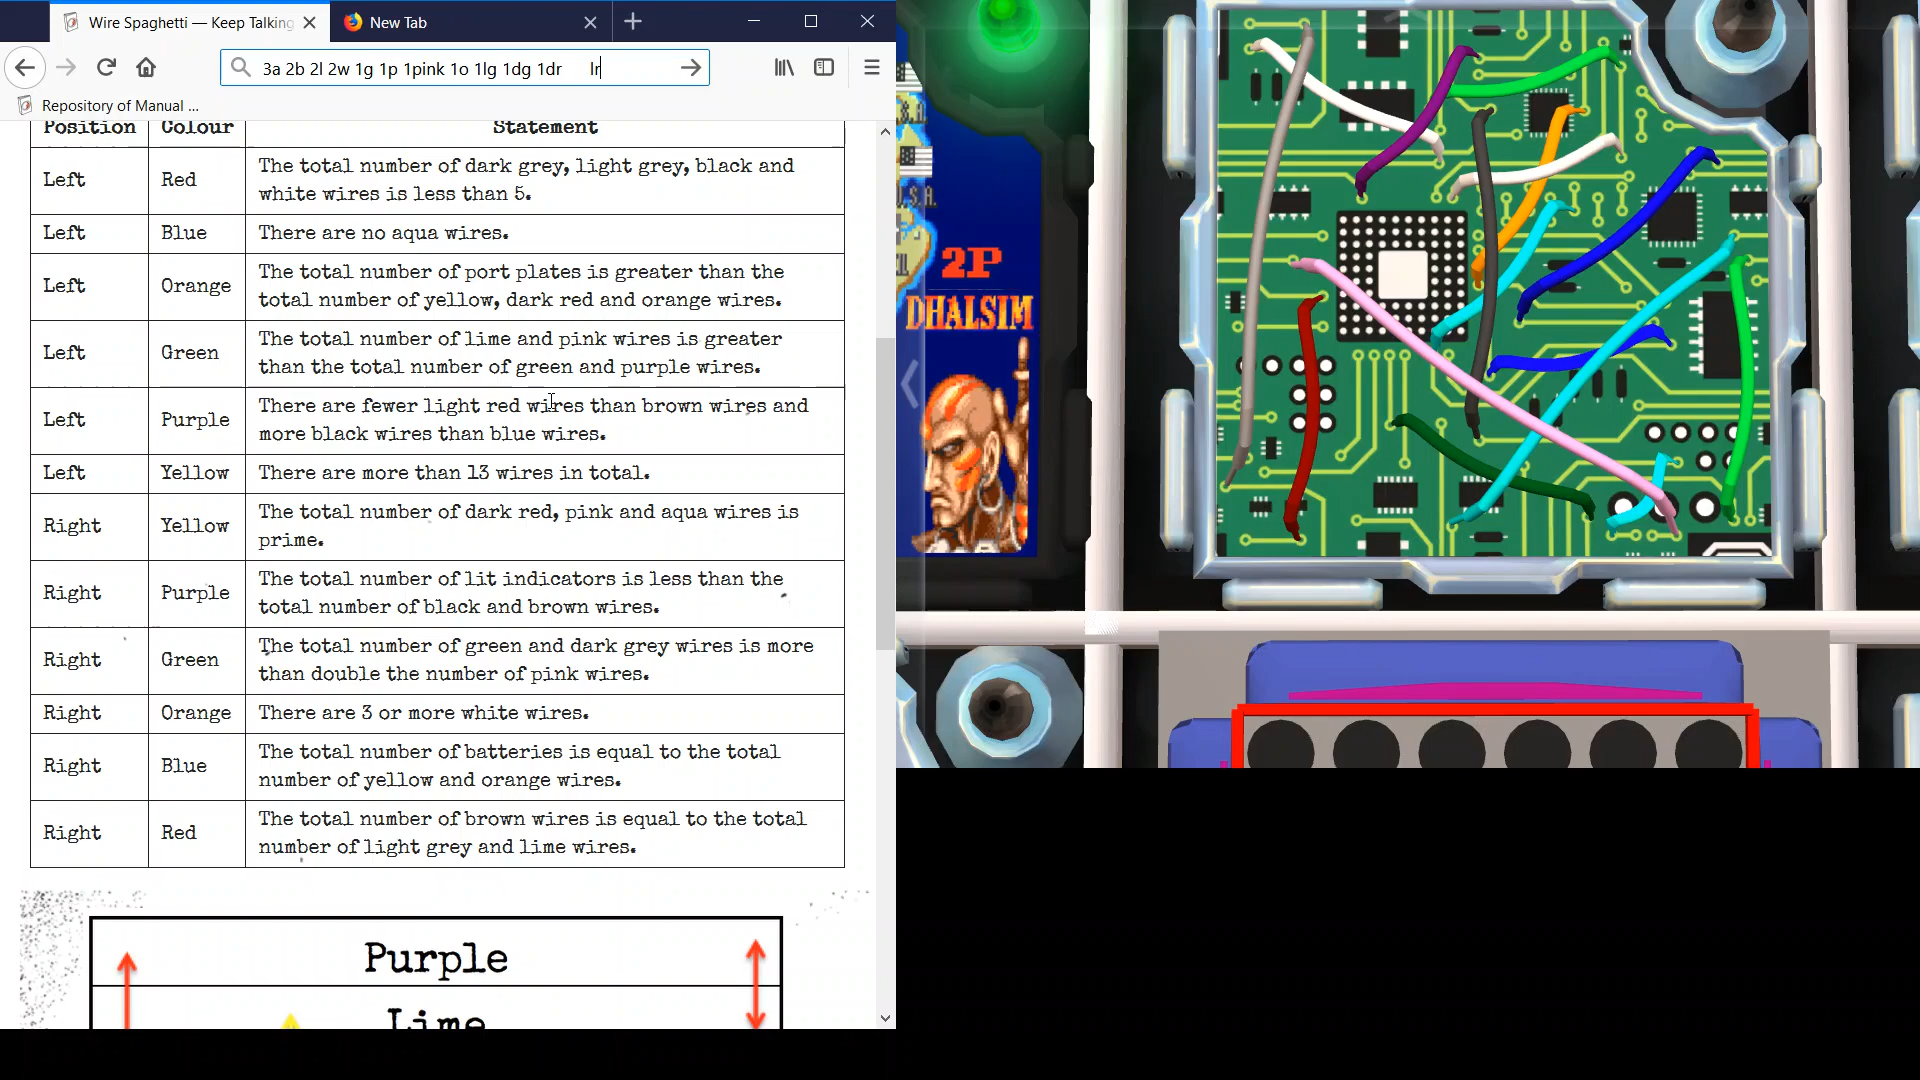 Wire Spaghetti — Keep Talking
New Tab
3a 2b 2l 2w 1g 1p 1pink 1o 1lg 1dg 1dr lr
Repository of Manual ...
Position Colour Statement
Left Red The total number of dark grey, light grey, black and
white wires is less than 5.
Left Blue There are no aqua wires.
Left Orange The total number of port plates is greater than the
total number of yellow, dark red and orange wires.
Left Green The total number of lime and pink wires is greater
than the total number of green and purple wires.
Left Purple There are fewer light red wires than brown wires and
more black wires than blue wires.
Left Yellow There are more than 13 wires in total.
Right Yellow The total number of dark red, pink and aqua wires is
prime.
Right Purple The total number of lit indicators is less than the
total number of black and brown wires.
Right Green The total number of green and dark grey wires is more
than double the number of pink wires.
Right Orange There are 3 or more white wires.
Right Blue The total number of batteries is equal to the total
number of yellow and orange wires.
Right Red The total number of brown wires is equal to the total
number of light grey and lime wires.
Purple
Lime
U.S.A.
2P
DHALSIM